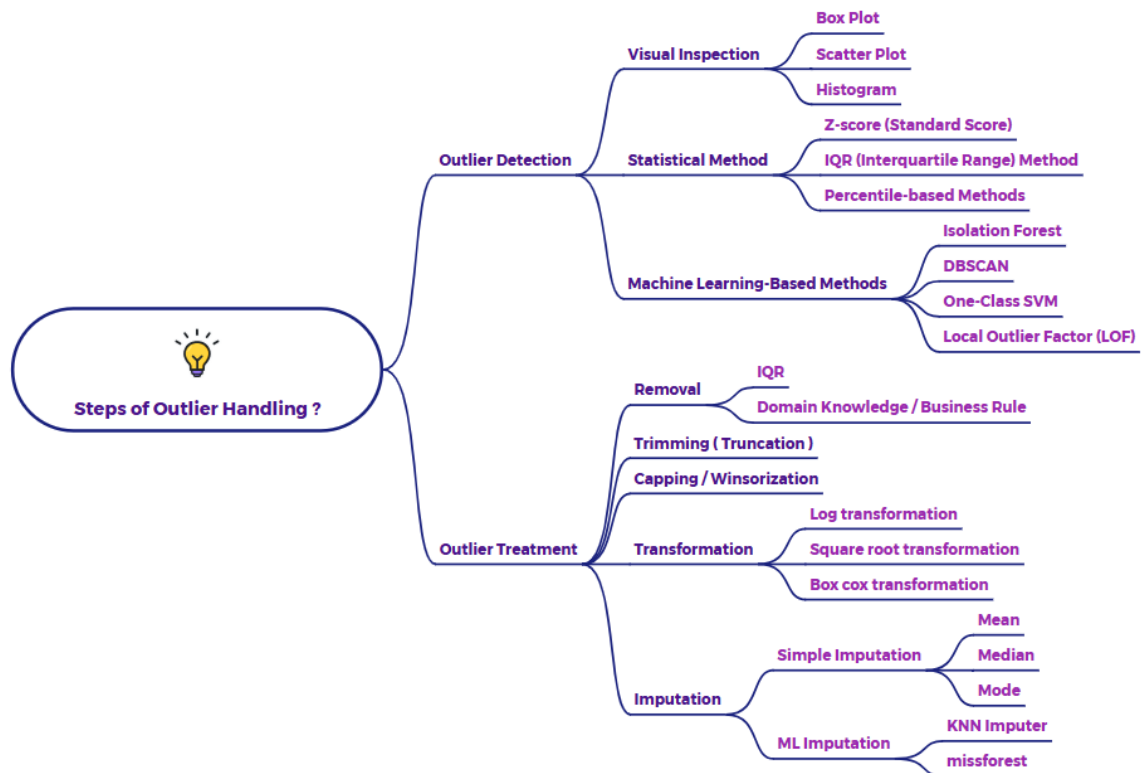 Steps of Outlier Handling ?
Outlier Detection
Visual Inspection
Box Plot
Scatter Plot
Histogram
Statistical Method
Z-score (Standard Score)
IQR (Interquartile Range) Method
Percentile-based Methods
Machine Learning-Based Methods
Isolation Forest
DBSCAN
One-Class SVM
Local Outlier Factor (LOF)
Outlier Treatment
Removal
IQR
Domain Knowledge / Business Rule
Trimming ( Truncation )
Capping / Winsorization
Transformation
Log transformation
Square root transformation
Box cox transformation
Imputation
Simple Imputation
Mean
Median
Mode
ML Imputation
KNN Imputer
missforest